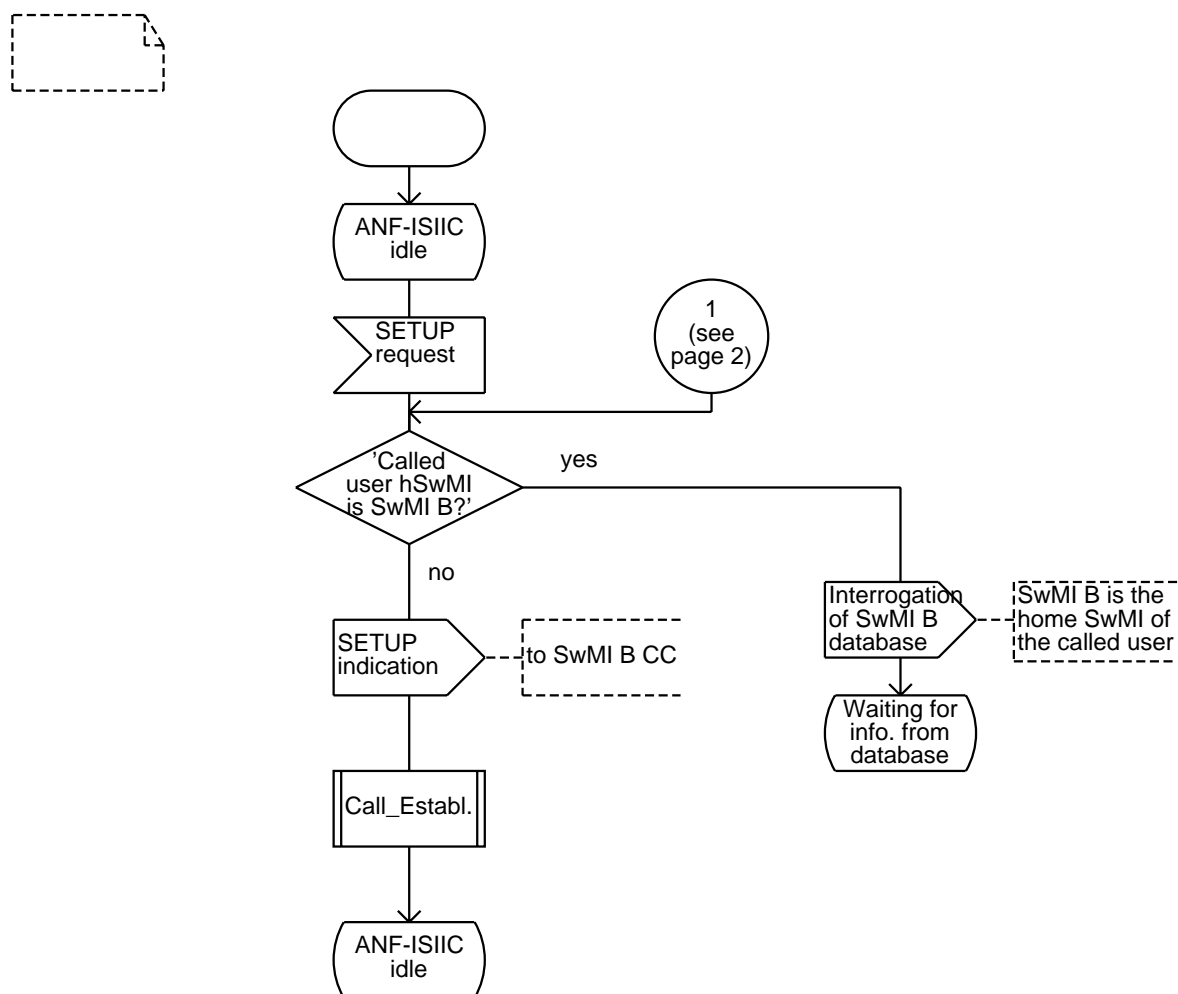 ANF-ISIIC
idle
SETUP
request
1
(see
page 2)
'Called
user hSwMI
is SwMI B?'
yes
no
Interrogation
of SwMI B
database
SwMI B is the
home SwMI of
the called user
SETUP
indication
to SwMI B CC
Waiting for
info. from
database
Call_Establ.
ANF-ISIIC
idle